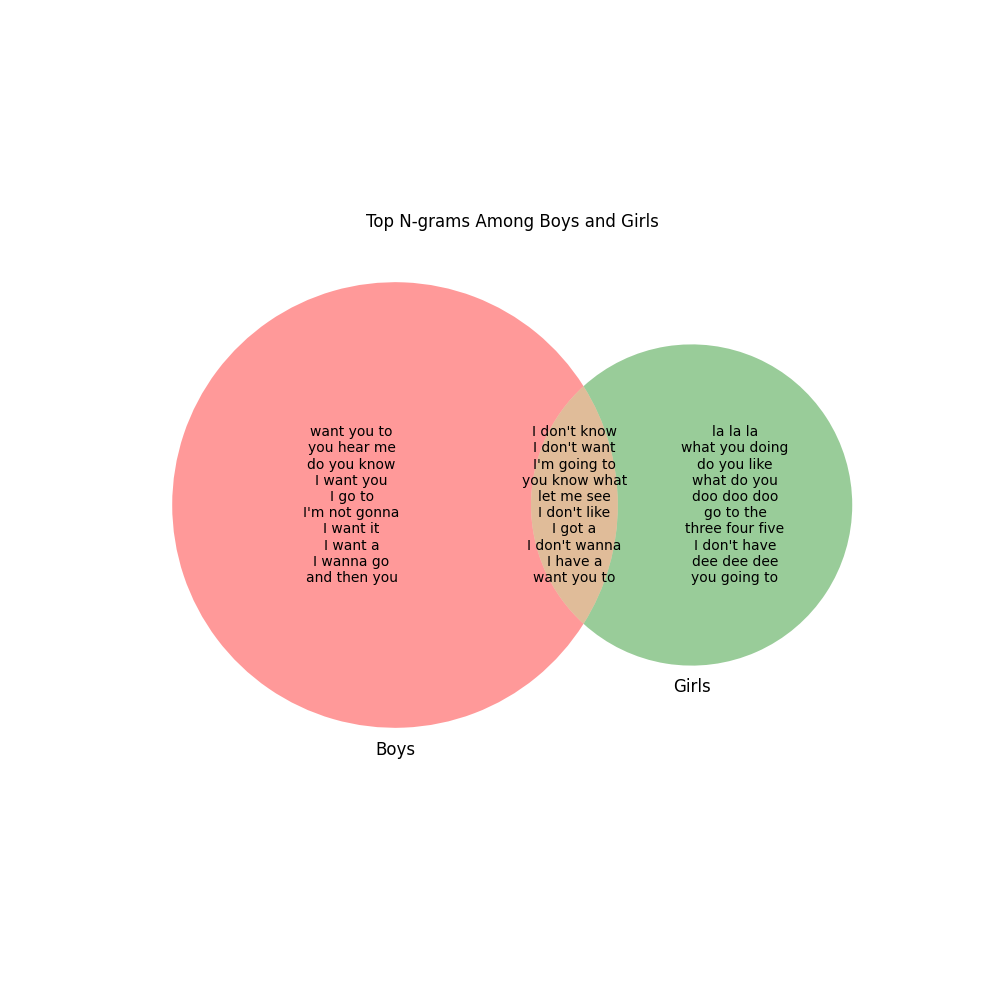 Top N-grams Among Boys and Girls
want you to
you hear me
do you know
I want you
I go to
I'm not gonna
I want it
I want a
I wanna go
and then you
I don't know
I don't want
I'm going to
you know what
let me see
I don't like
I got a
I don't wanna
I have a
want you to
la la la
what you doing
do you like
what do you
doo doo doo
go to the
three four five
I don't have
dee dee dee
you going to
Girls
Boys